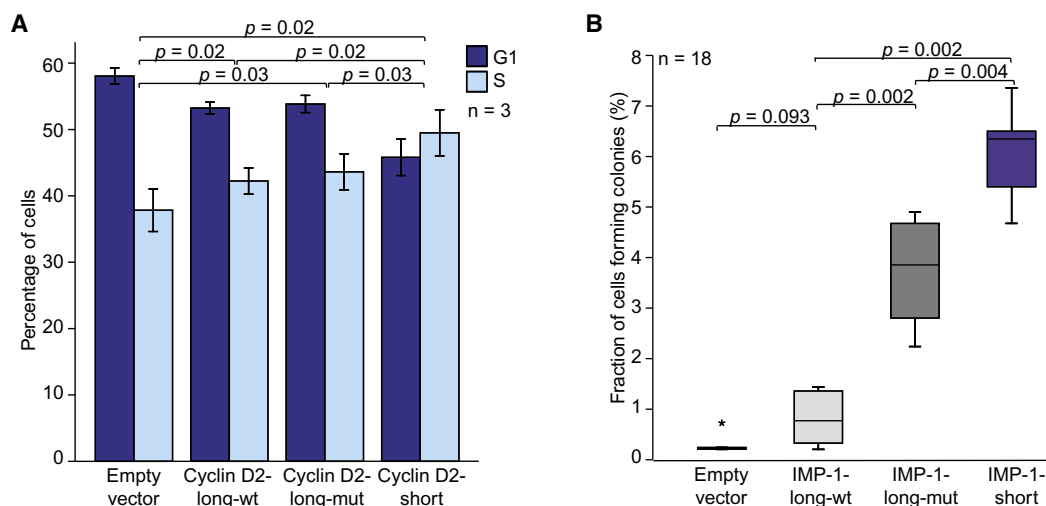 A
p = 0.02
p = 0.02
p = 0.02
p = 0.03
p = 0.03
G1
S
n = 3
Percentage of cells
60
50
40
30
20
10
0
Empty vector
Cyclin D2-long-wt
Cyclin D2-long-mut
Cyclin D2-short
B
n = 18
p = 0.002
p = 0.004
p = 0.002
p = 0.093
Fraction of cells forming colonies (%)
8
7
6
5
4
3
2
1
0
*
Empty vector
IMP-1-long-wt
IMP-1-long-mut
IMP-1-short